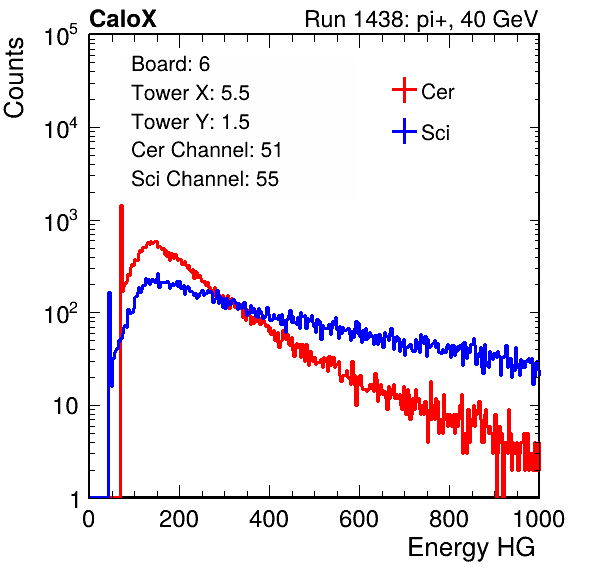 CaloX Run 1438: pi+, 40 GeV
Counts
Board: 6
Tower X: 5.5
Tower Y: 1.5
Cer Channel: 51
Sci Channel: 55
Cer
Sci
10^5
10^4
10^3
10^2
10
1
0 200 400 600 800 1000
Energy HG